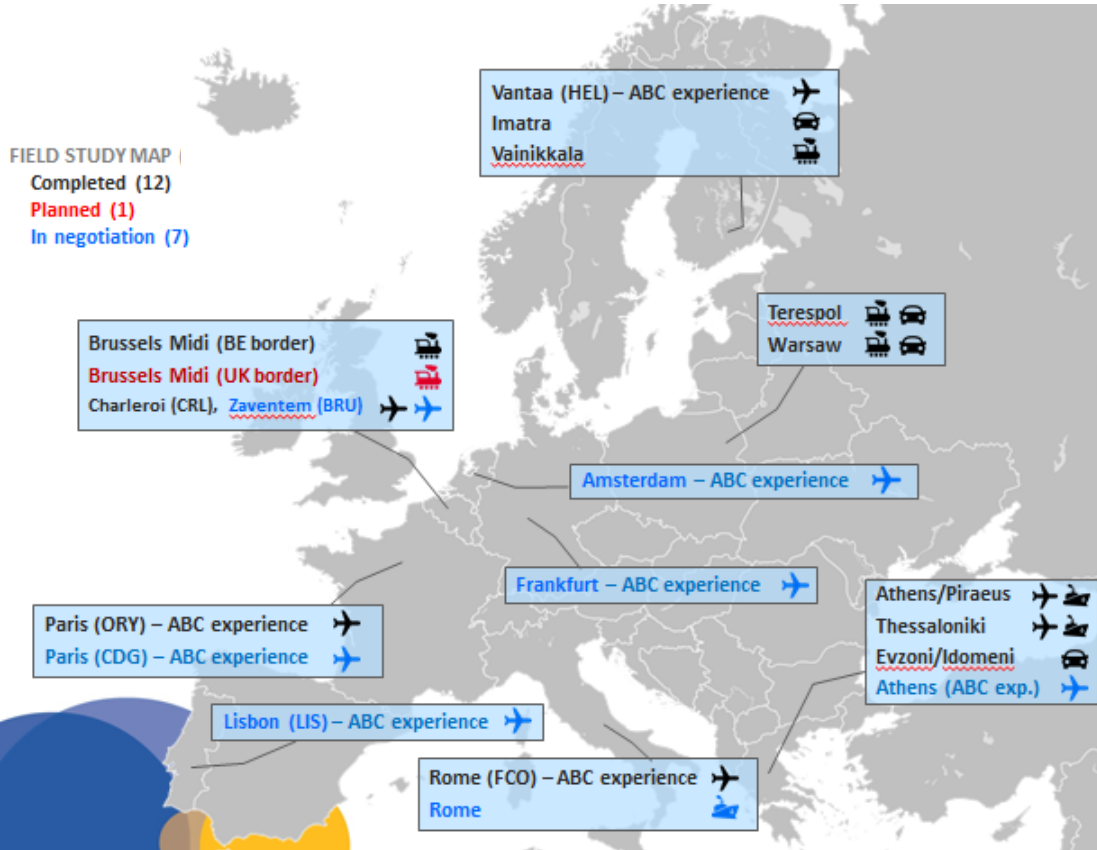 FIELD STUDY MAP (
Completed (12)
Planned (1)
In negotiation (7)
Vantaa (HEL) – ABC experience
Imatra
Vainikkala
Terespol
Warsaw
Brussels Midi (BE border)
Brussels Midi (UK border)
Charleroi (CRL), Zaventem (BRU)
Amsterdam – ABC experience
Frankfurt – ABC experience
Athens/Piraeus
Thessaloniki
Evzoni/Idomeni
Athens (ABC exp.)
Paris (ORY) – ABC experience
Paris (CDG) – ABC experience
Lisbon (LIS) – ABC experience
Rome (FCO) – ABC experience
Rome